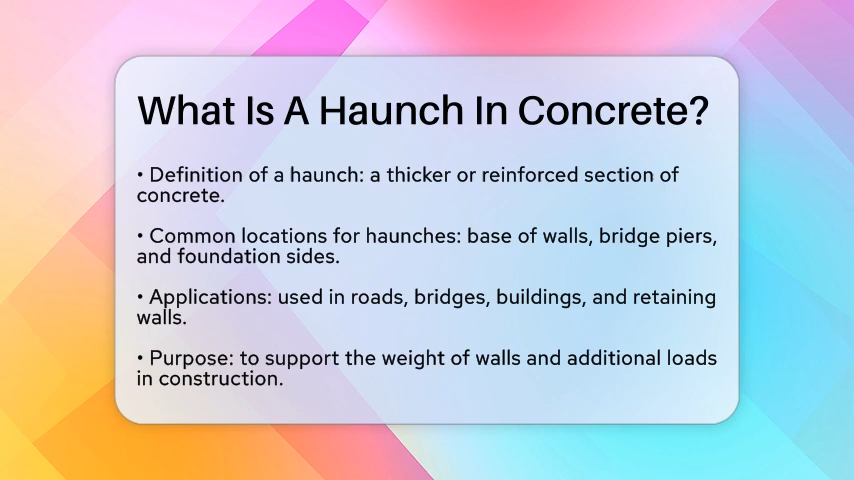 What Is A Haunch In Concrete?
• Definition of a haunch: a thicker or reinforced section of
concrete.
• Common locations for haunches: base of walls, bridge piers,
and foundation sides.
• Applications: used in roads, bridges, buildings, and retaining
walls.
• Purpose: to support the weight of walls and additional loads
in construction.